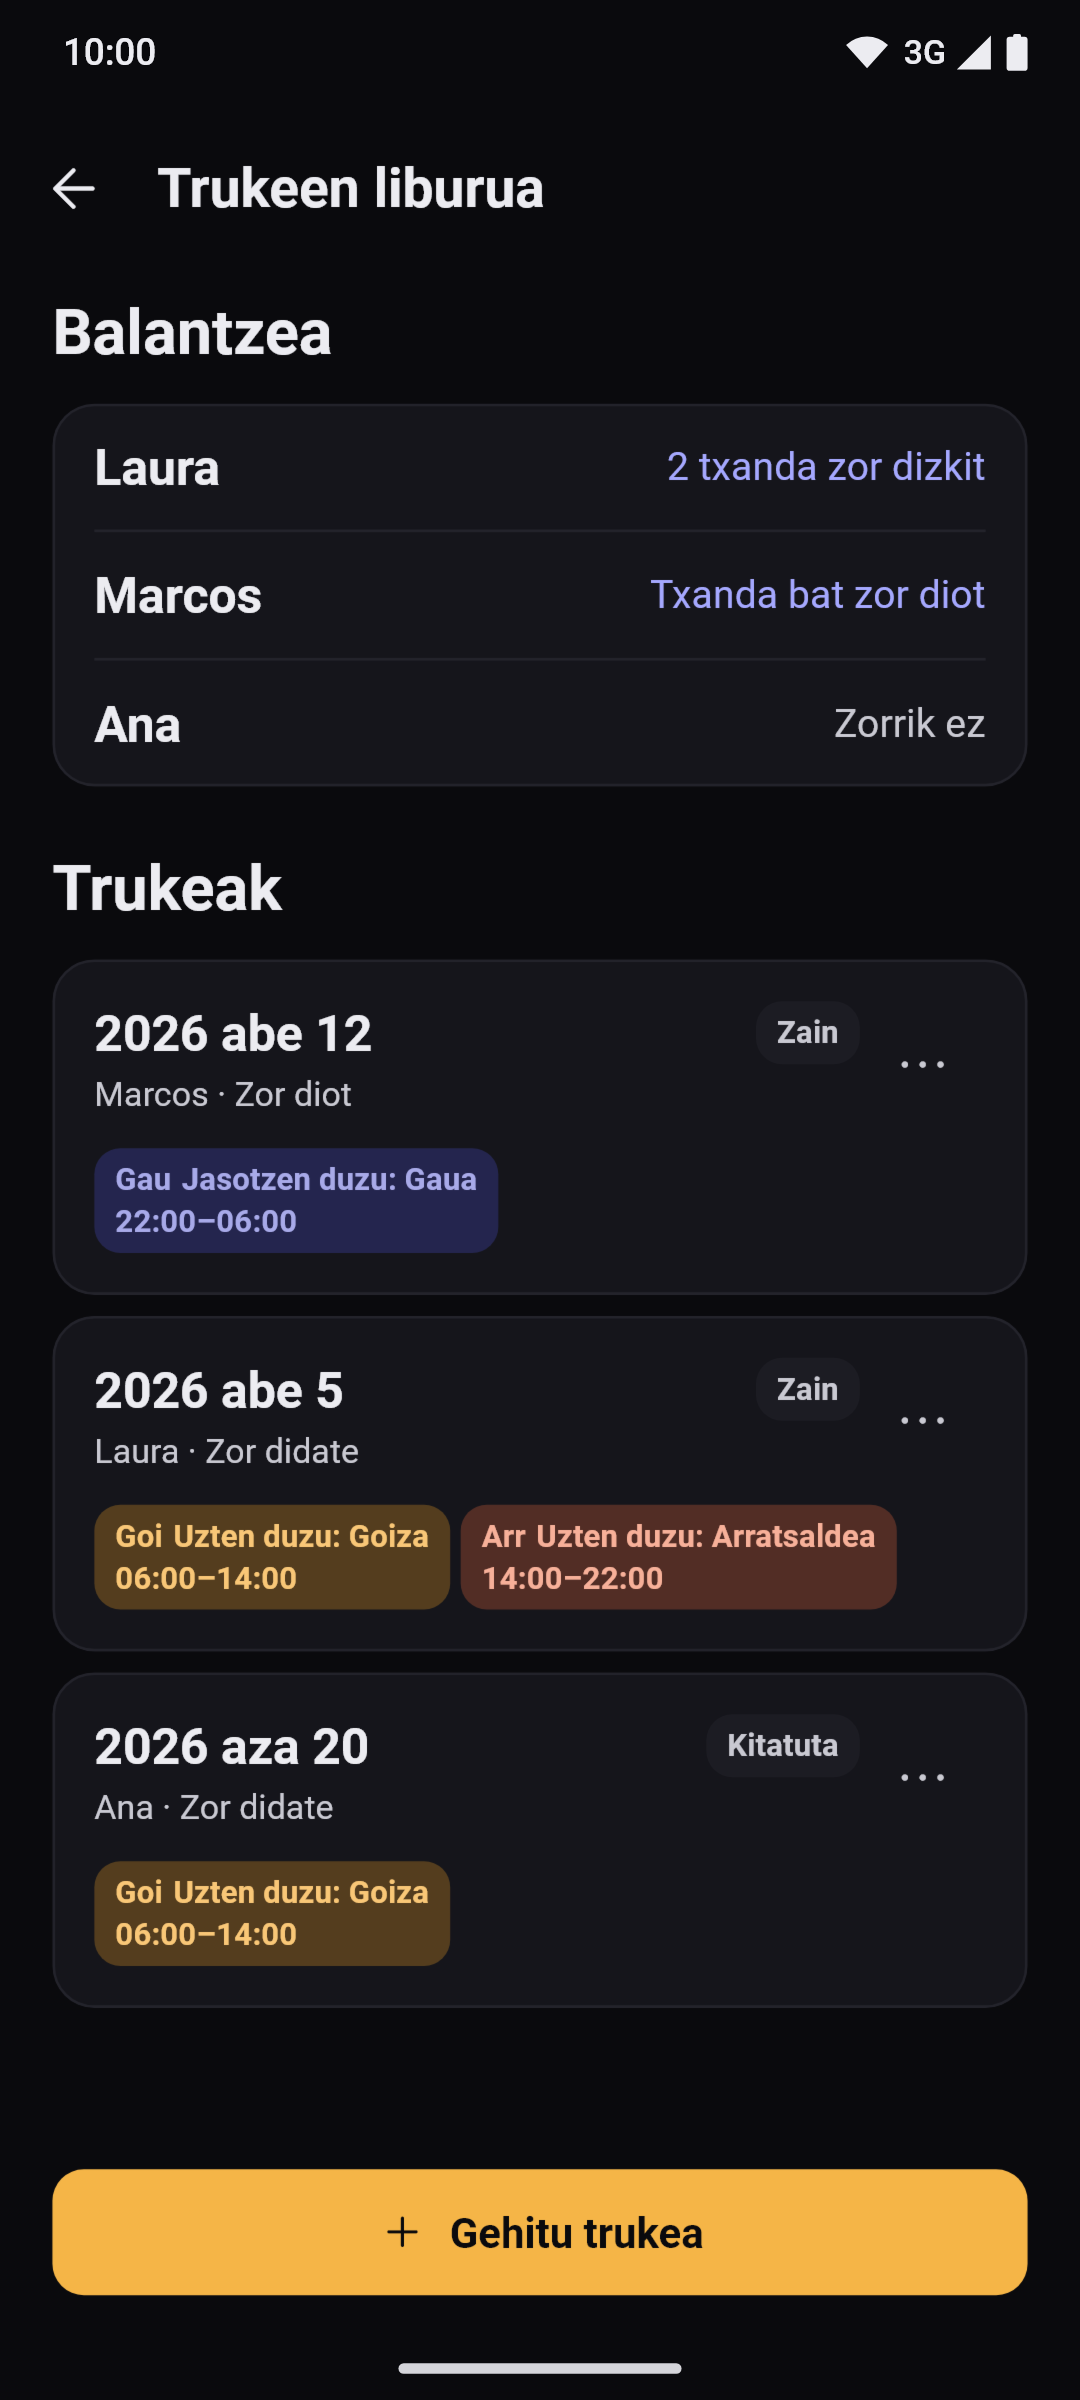 10:00
3G
Trukeen liburua
Balantzea
Laura
2 txanda zor dizkit
Marcos
Txanda bat zor diot
Ana
Zorrik ez
Trukeak
2026 abe 12
Zain
Marcos · Zor diot
Gau Jasotzen duzu: Gaua
22:00–06:00
2026 abe 5
Zain
Laura · Zor didate
Goi Uzten duzu: Goiza
06:00–14:00
Arr Uzten duzu: Arratsaldea
14:00–22:00
2026 aza 20
Kitatuta
Ana · Zor didate
Goi Uzten duzu: Goiza
06:00–14:00
Gehitu trukea